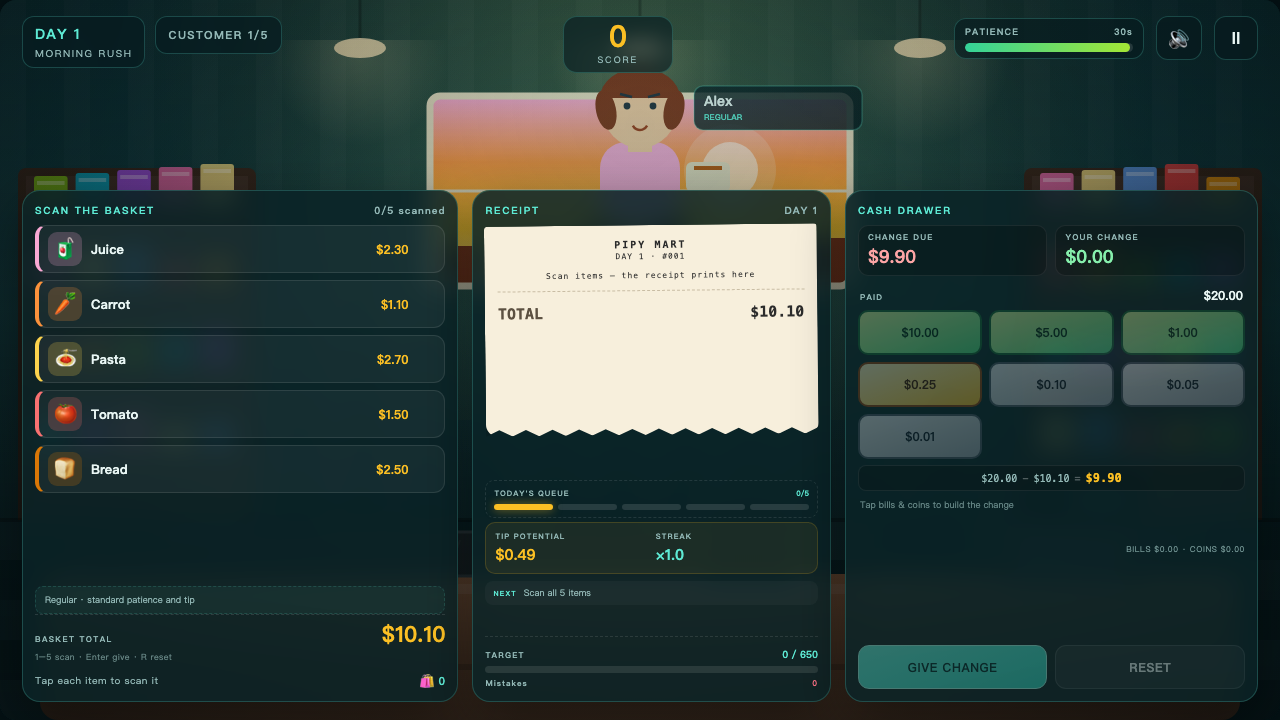 DAY 1
MORNING RUSH
CUSTOMER 1/5
0
SCORE
PATIENCE 30s
Alex
REGULAR
SCAN THE BASKET 0/5 scanned
Juice $2.30
Carrot $1.10
Pasta $2.70
Tomato $1.50
Bread $2.50
Regular · standard patience and tip
BASKET TOTAL $10.10
1–5 scan · Enter give · R reset
Tap each item to scan it 0
RECEIPT DAY 1
PIPY MART
DAY 1 · #001
Scan items — the receipt prints here
TOTAL $10.10
TODAY'S QUEUE 0/5
TIP POTENTIAL STREAK
$0.49 ×1.0
NEXT Scan all 5 items
TARGET 0 / 650
Mistakes 0
CASH DRAWER
CHANGE DUE YOUR CHANGE
$9.90 $0.00
PAID $20.00
$10.00 $5.00 $1.00
$0.25 $0.10 $0.05
$0.01
$20.00 − $10.10 = $9.90
Tap bills & coins to build the change
BILLS $0.00 · COINS $0.00
GIVE CHANGE RESET